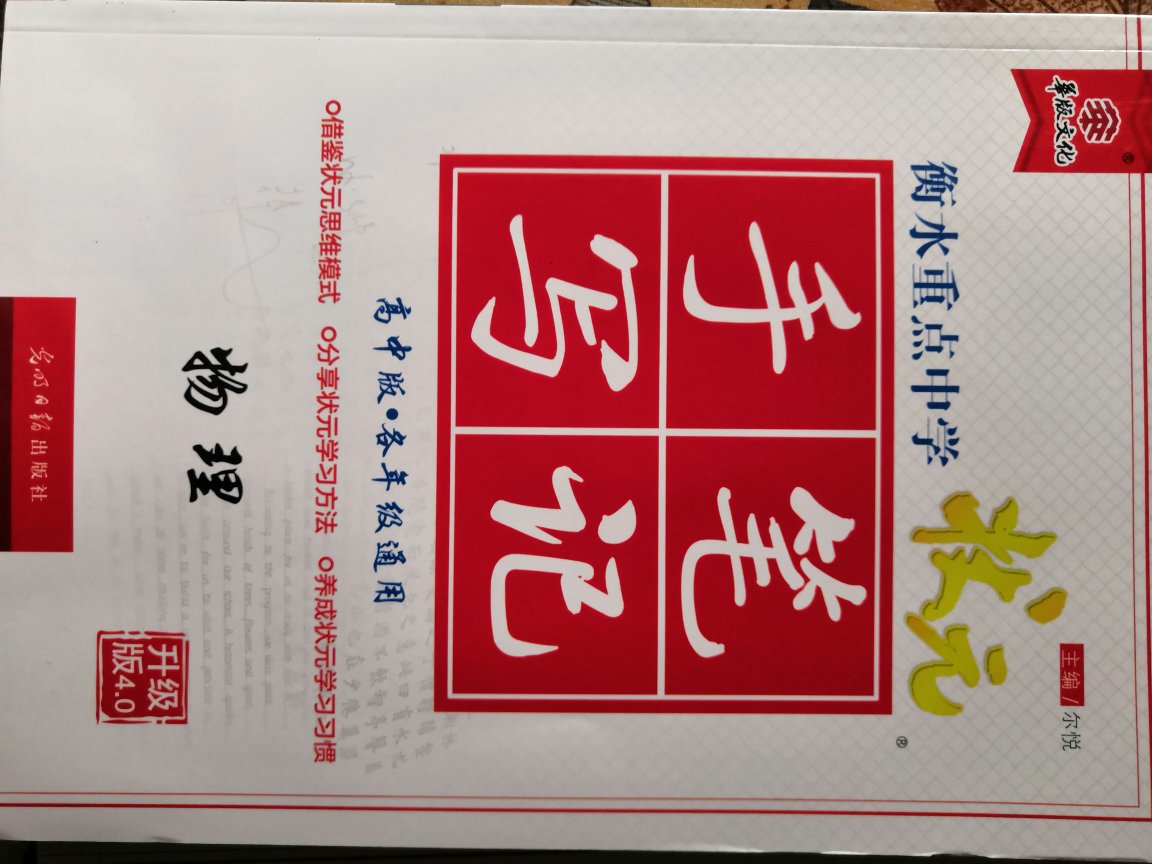 華版文化®
主编/尔悦
衡水重点中学
状元
手写
笔记
®
高中版·各年级通用
借鉴状元思维模式 分享状元学习方法 养成状元学习习惯
物理
升级
版4.0
光明日报出版社